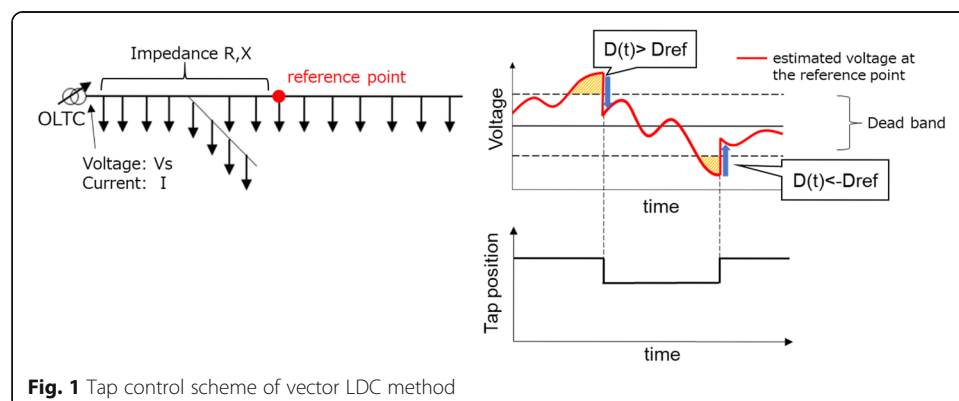 Impedance R,X
reference point
OLTC
Voltage: Vs
Current: I
D(t)> Dref
estimated voltage at
the reference point
Voltage
Dead band
D(t)<-Dref
time
Tap position
time
Fig. 1 Tap control scheme of vector LDC method